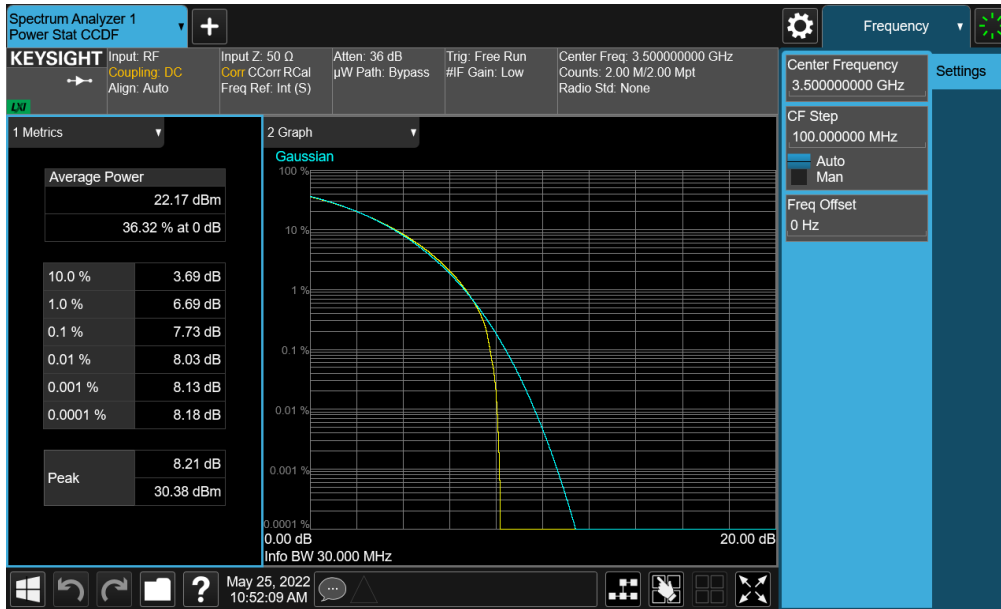 Spectrum Analyzer 1
Power Stat CCDF
Frequency
KEYSIGHT
Input: RF
Coupling: DC
Align: Auto
Input Z: 50 Ω
Corr CCorr RCal
Freq Ref: Int (S)
Atten: 36 dB
µW Path: Bypass
Trig: Free Run
#IF Gain: Low
Center Freq: 3.500000000 GHz
Counts: 2.00 M/2.00 Mpt
Radio Std: None
LXI
Center Frequency
3.500000000 GHz
Settings
CF Step
100.000000 MHz
Auto
Man
Freq Offset
0 Hz
1 Metrics
Average Power
22.17 dBm
36.32 % at 0 dB
10.0 % 3.69 dB
1.0 % 6.69 dB
0.1 % 7.73 dB
0.01 % 8.03 dB
0.001 % 8.13 dB
0.0001 % 8.18 dB
Peak
8.21 dB
30.38 dBm
2 Graph
Gaussian
100 %
10 %
1 %
0.1 %
0.01 %
0.001 %
0.0001 %
0.00 dB
20.00 dB
Info BW 30.000 MHz
?
May 25, 2022
10:52:09 AM